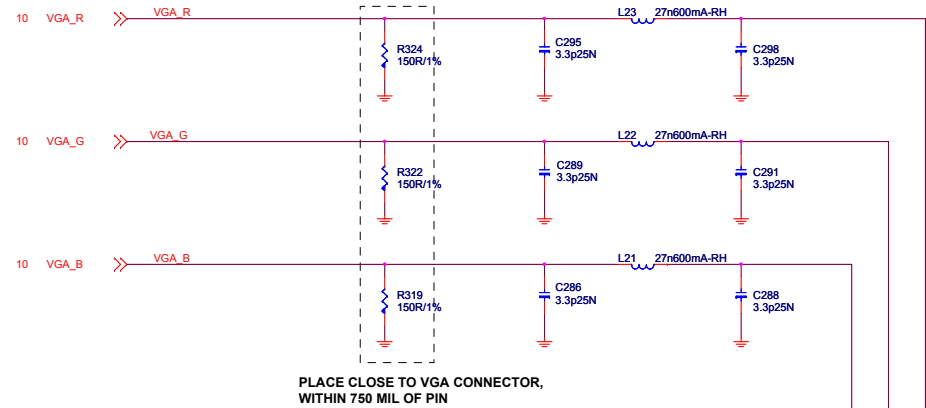 10 VGA_R VGA_R L23 27n600mA-RH
R324 C295 C298
150R/1% 3.3p25N 3.3p25N
10 VGA_G VGA_G L22 27n600mA-RH
R322 C289 C291
150R/1% 3.3p25N 3.3p25N
10 VGA_B VGA_B L21 27n600mA-RH
R319 C286 C288
150R/1% 3.3p25N 3.3p25N
PLACE CLOSE TO VGA CONNECTOR,
WITHIN 750 MIL OF PIN